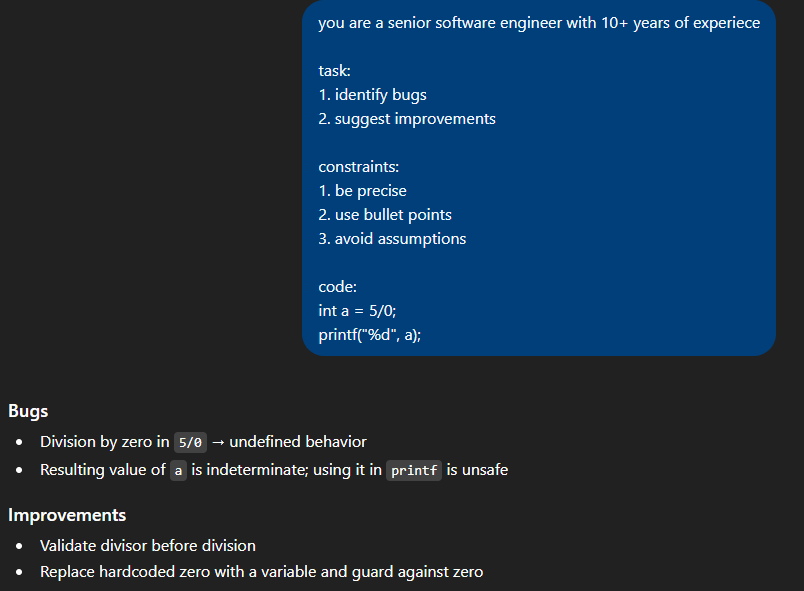 you are a senior software engineer with 10+ years of experiece
task:
1. identify bugs
2. suggest improvements
constraints:
1. be precise
2. use bullet points
3. avoid assumptions
code:
int a = 5/0;
printf("%d", a);
Bugs
• Division by zero in 5/0 → undefined behavior
• Resulting value of a is indeterminate; using it in printf is unsafe
Improvements
• Validate divisor before division
• Replace hardcoded zero with a variable and guard against zero